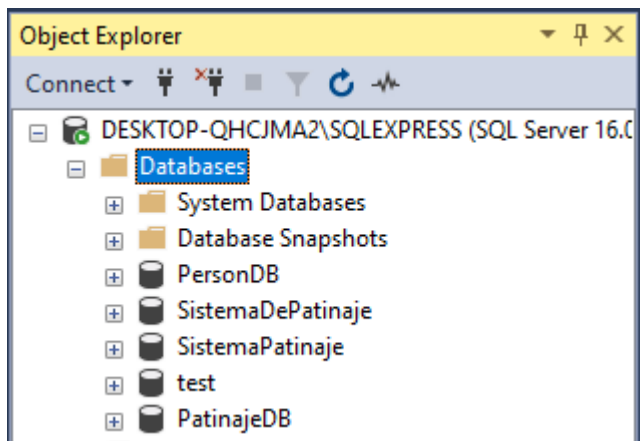 Object Explorer
Connect
DESKTOP-QHCJMA2\SQLEXPRESS (SQL Server 16.0
Databases
System Databases
Database Snapshots
PersonDB
SistemaDePatinaje
SistemaPatinaje
test
PatinajeDB